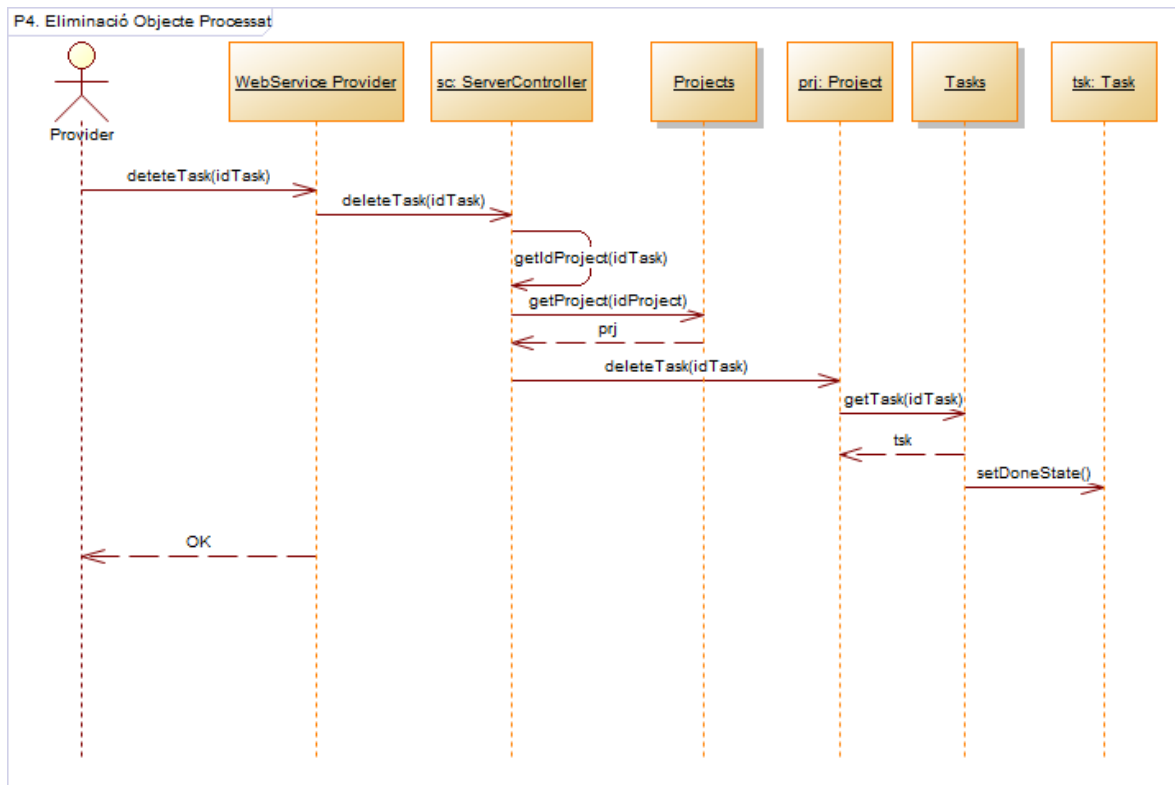 P4. Eliminació Objecte Processat
WebService Provider
sc: ServerController
Projects
prj: Project
Tasks
tsk: Task
Provider
deteteTask(idTask)
deleteTask(idTask)
getIdProject(idTask)
getProject(idProject)
prj
deleteTask(idTask)
getTask(idTask)
tsk
setDoneState()
OK